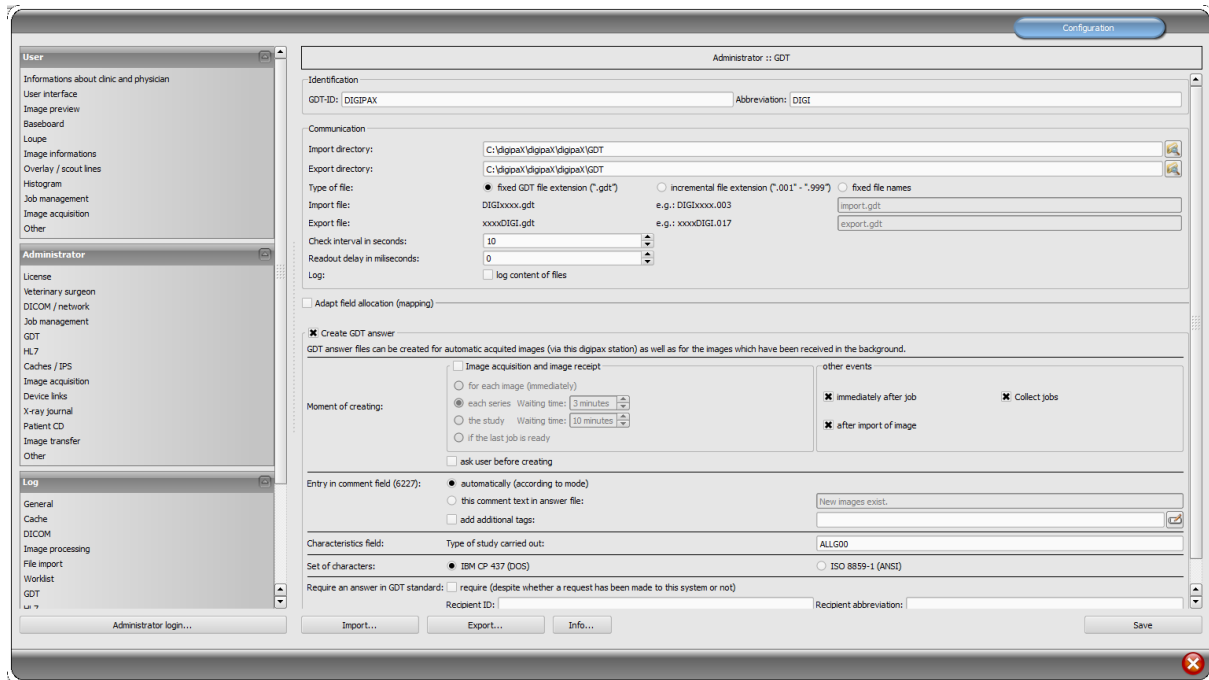 Configuration
User
Informations about clinic and physician
User interface
Image preview
Baseboard
Loupe
Image informations
Overlay / scout lines
Histogram
Job management
Image acquisition
Other
Administrator
License
Veterinary surgeon
DICOM / network
Job management
GDT
HL7
Caches / IPS
Image acquisition
Device links
X-ray journal
Patient CD
Image transfer
Other
Log
General
Cache
DICOM
Image processing
File import
Worklist
GDT
HL7
Administrator login...
Administrator :: GDT
Identification
GDT-ID: DIGIPAX Abbreviation: DIGI
Communication
Import directory: C:\digipaX\digipaX\digipaX\GDT
Export directory: C:\digipaX\digipaX\digipaX\GDT
Type of file: fixed GDT file extension (".gdt") incremental file extension (".001" - ".999") fixed file names
Import file: DIGIxxxx.gdt e.g.: DIGIxxxx.003 import.gdt
Export file: xxxxDIGI.gdt e.g.: xxxxDIGI.017 export.gdt
Check interval in seconds: 10
Readout delay in miliseconds: 0
Log: log content of files
Adapt field allocation (mapping)
Create GDT answer
GDT answer files can be created for automatic acquited images (via this digipax station) as well as for the images which have been received in the background.
Moment of creating:
Image acquisition and image receipt
for each image (immediately)
each series Waiting time: 3 minutes
the study Waiting time: 10 minutes
if the last job is ready
other events
immediately after job Collect jobs
after import of image
ask user before creating
Entry in comment field (6227): automatically (according to mode)
this comment text in answer file: New images exist.
add additional tags:
Characteristics field: Type of study carried out: ALLG00
Set of characters: IBM CP 437 (DOS) ISO 8859-1 (ANSI)
Require an answer in GDT standard: require (despite whether a request has been made to this system or not)
Recipient ID: Recipient abbreviation:
Import... Export... Info... Save